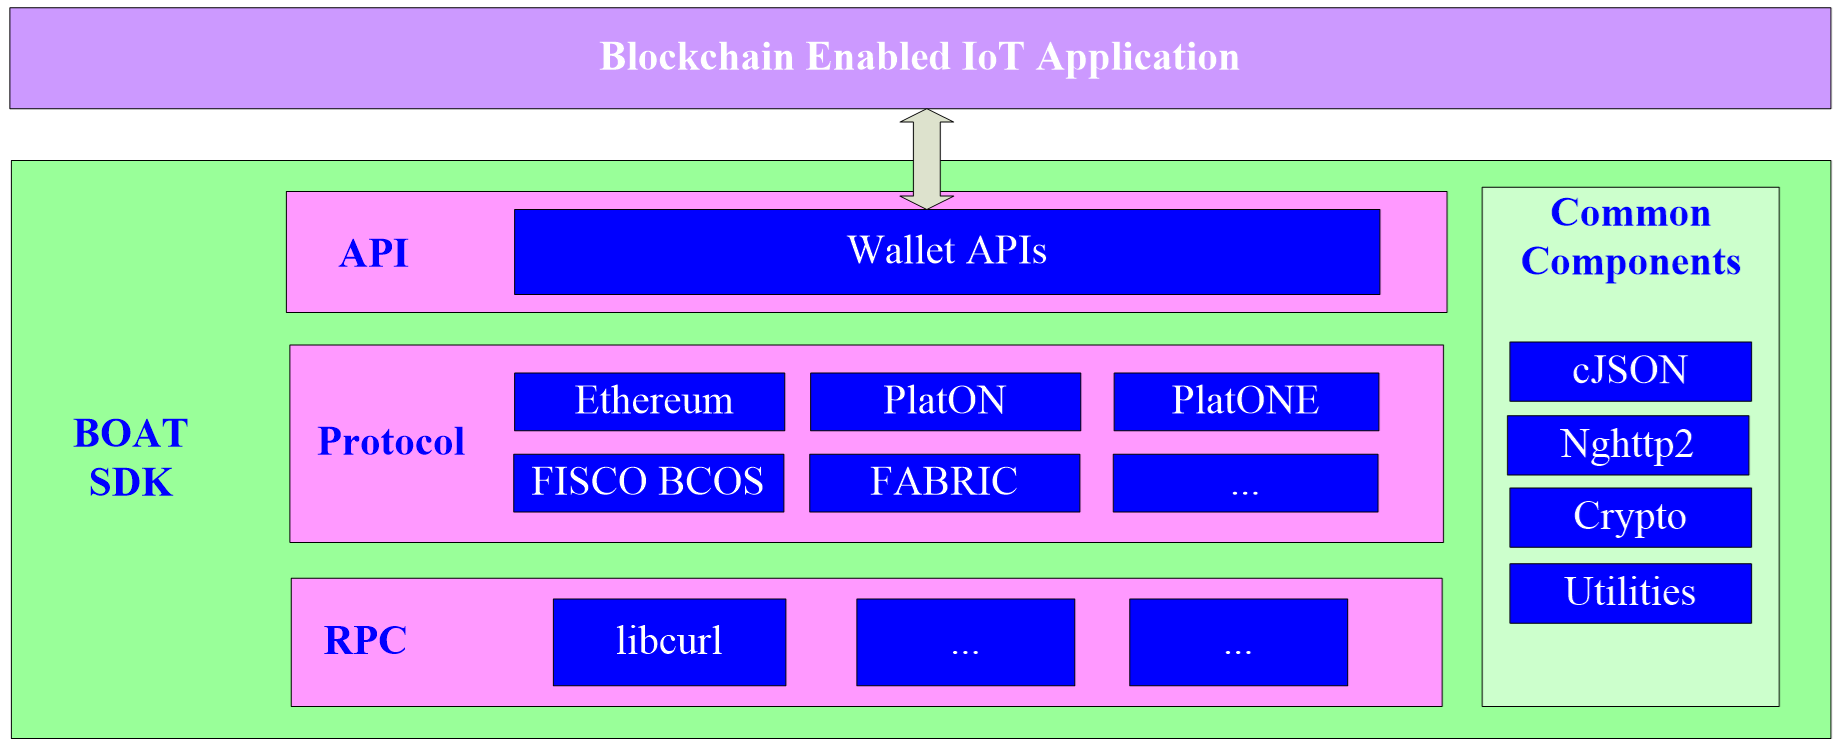 Blockchain Enabled IoT Application
BOAT
SDK
API
Wallet APIs
Protocol
Ethereum
PlatON
PlatONE
FISCO BCOS
FABRIC
...
RPC
libcurl
...
...
Common
Components
cJSON
Nghttp2
Crypto
Utilities